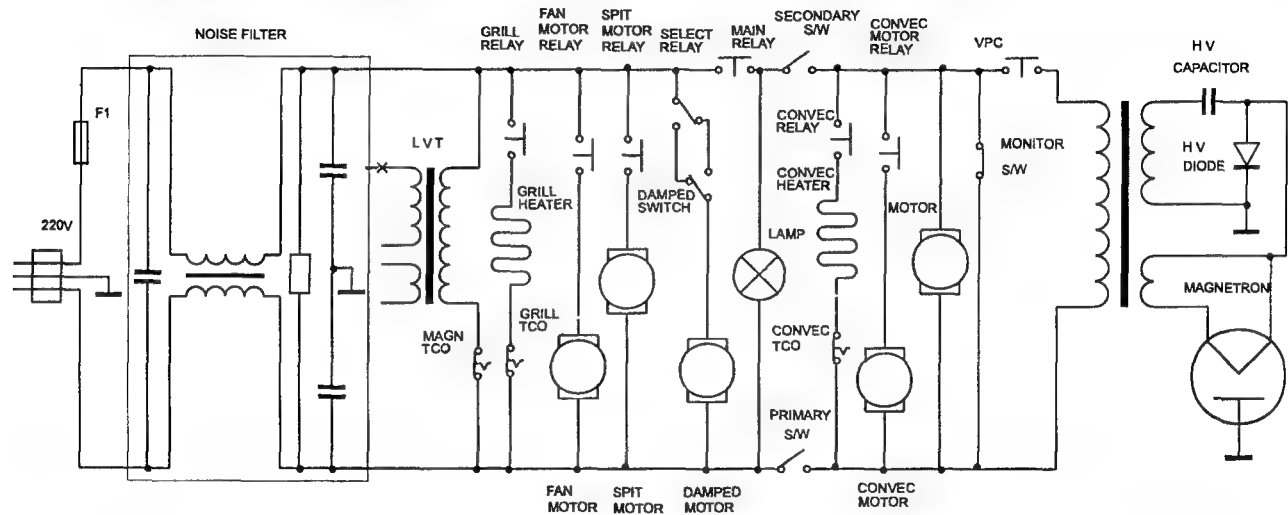 NOISE FILTER
F1
220V
LVT
GRILL
RELAY
FAN
MOTOR
RELAY
SPIT
MOTOR
RELAY
SELECT
RELAY
MAIN
RELAY
SECONDARY
S/W
CONVEC
MOTOR
RELAY
VPC
HV
CAPACITOR
GRILL
HEATER
DAMPED
SWITCH
CONVEC
RELAY
CONVEC
HEATER
LAMP
MOTOR
MONITOR
S/W
HV
DIODE
MAGNETRON
MAGN
TCO
GRILL
TCO
CONVEC
TCO
PRIMARY
S/W
FAN
MOTOR
SPIT
MOTOR
DAMPED
MOTOR
CONVEC
MOTOR